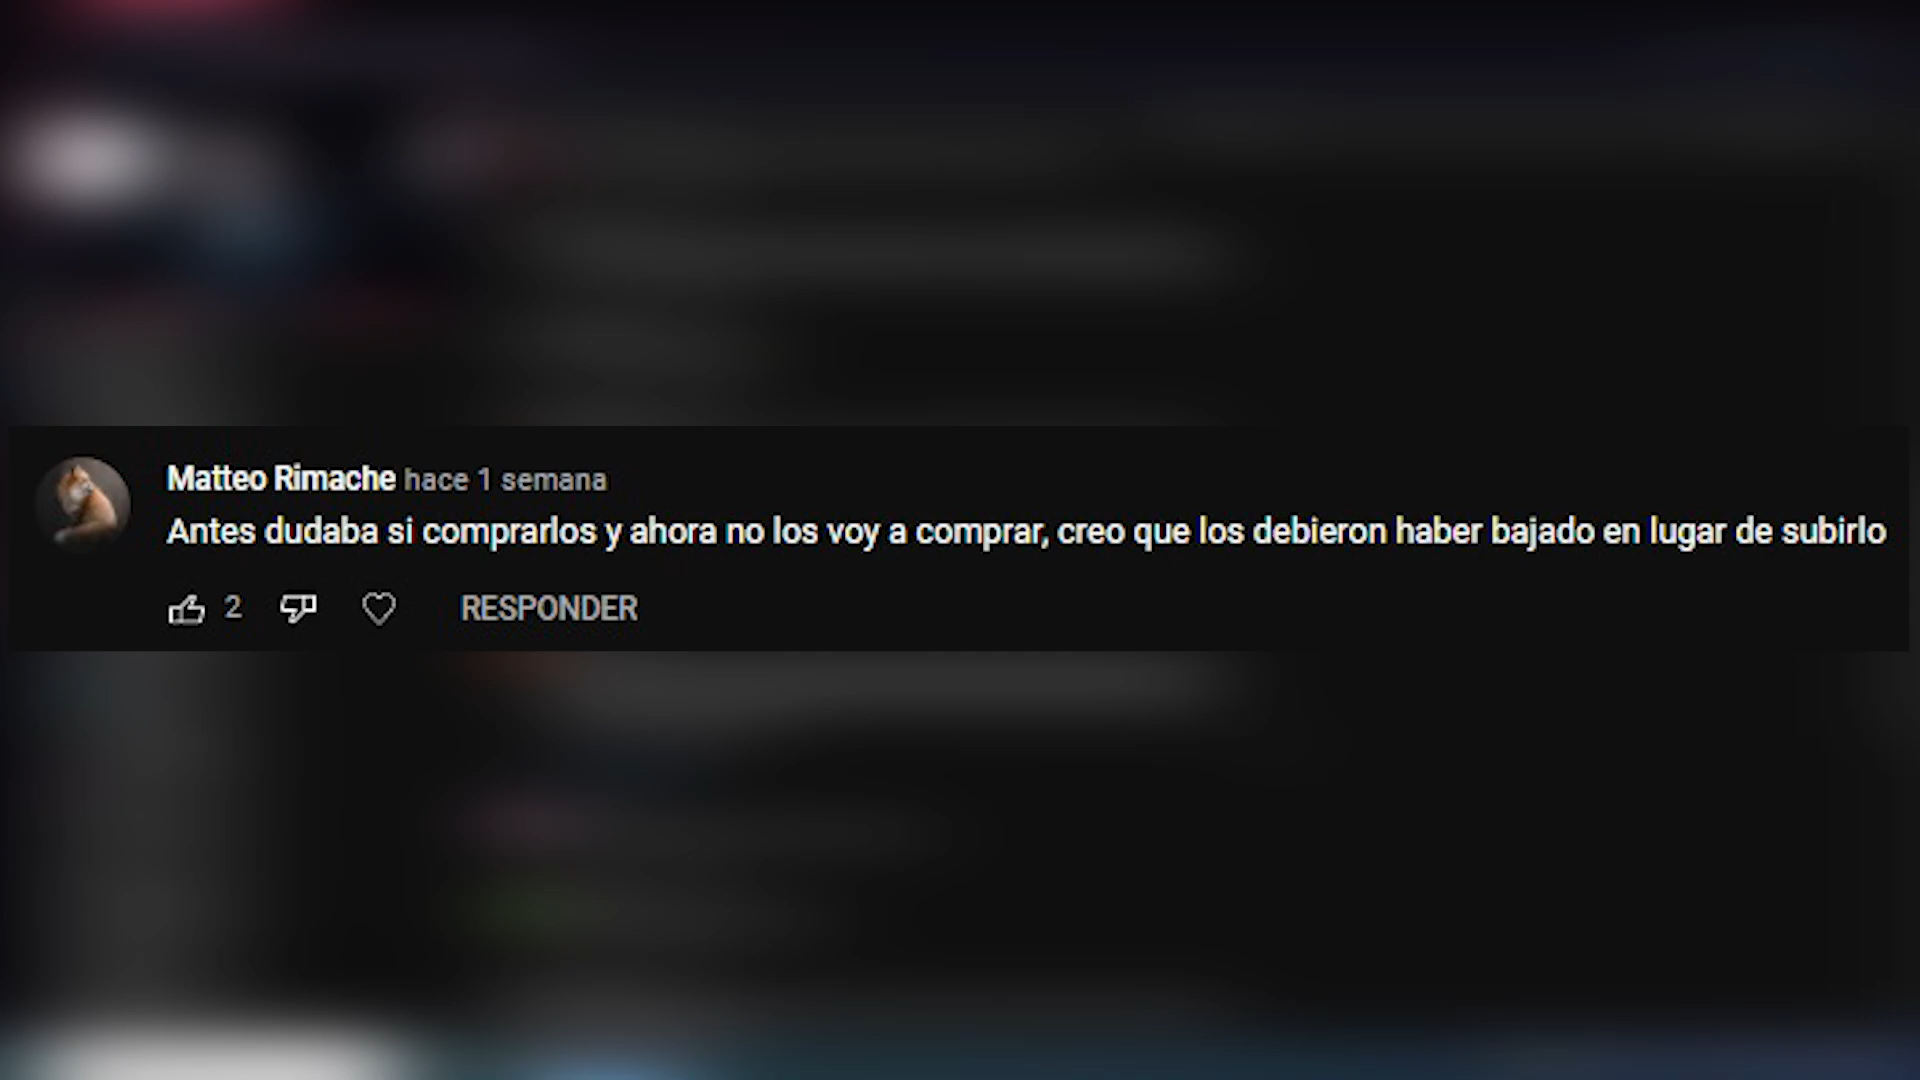 Matteo Rimache hace 1 semana
Antes dudaba si comprarlos y ahora no los voy a comprar, creo que los debieron haber bajado en lugar de subirlo
2 RESPONDER